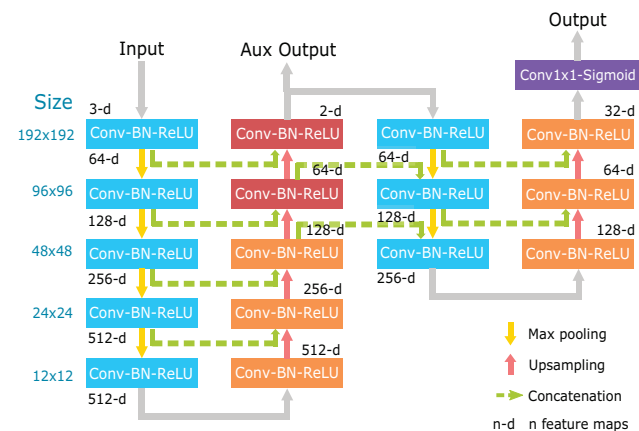 Output
Input
Aux Output
Conv1x1-Sigmoid
Size
3-d
2-d
32-d
192x192
Conv-BN-ReLU
Conv-BN-ReLU
Conv-BN-ReLU
Conv-BN-ReLU
64-d
64-d
64-d
64-d
96x96
Conv-BN-ReLU
Conv-BN-ReLU
Conv-BN-ReLU
Conv-BN-ReLU
128-d
128-d
128-d
128-d
48x48
Conv-BN-ReLU
Conv-BN-ReLU
Conv-BN-ReLU
Conv-BN-ReLU
256-d
256-d
256-d
24x24
Conv-BN-ReLU
Conv-BN-ReLU
512-d
512-d
12x12
Conv-BN-ReLU
Conv-BN-ReLU
512-d
Max pooling
Upsampling
Concatenation
n-d n feature maps